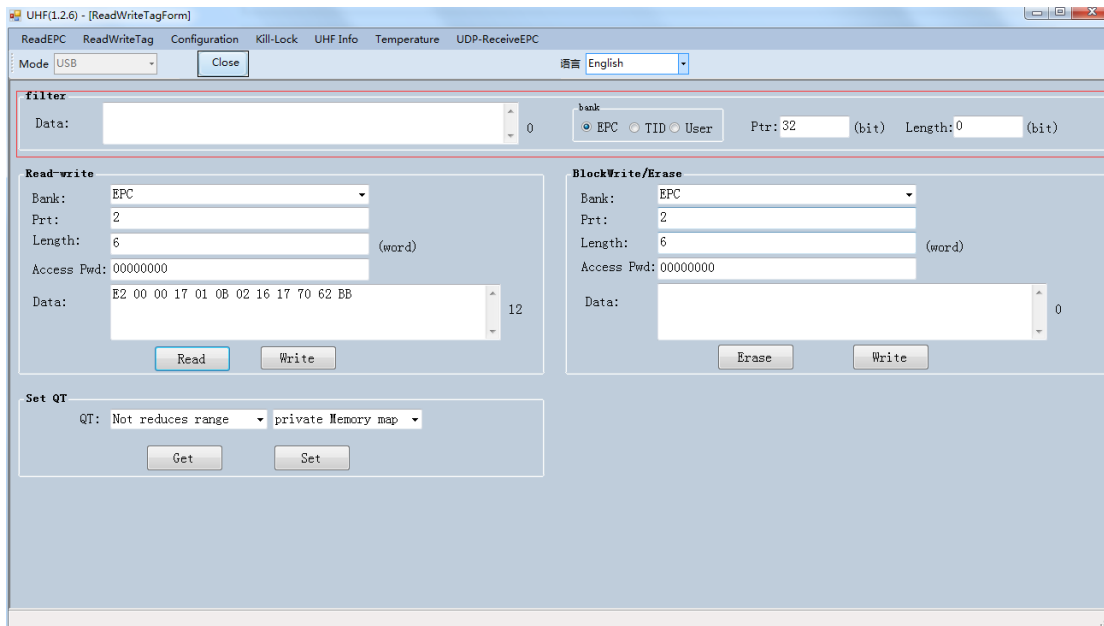 UHF(1.2.6) - [ReadWriteTagForm]
ReadEPC ReadWriteTag Configuration Kill-Lock UHF Info Temperature UDP-ReceiveEPC
Mode USB Close 语言 English
filter
Data: 0
bank
EPC TID User Ptr: 32 (bit) Length: 0 (bit)
Read-write
Bank: EPC
Prt: 2
Length: 6 (word)
Access Pwd: 00000000
Data: E2 00 00 17 01 0B 02 16 17 70 62 BB 12
Read Write
BlockWrite/Erase
Bank: EPC
Prt: 2
Length: 6 (word)
Access Pwd: 00000000
Data: 0
Erase Write
Set QT
QT: Not reduces range private Memory map
Get Set